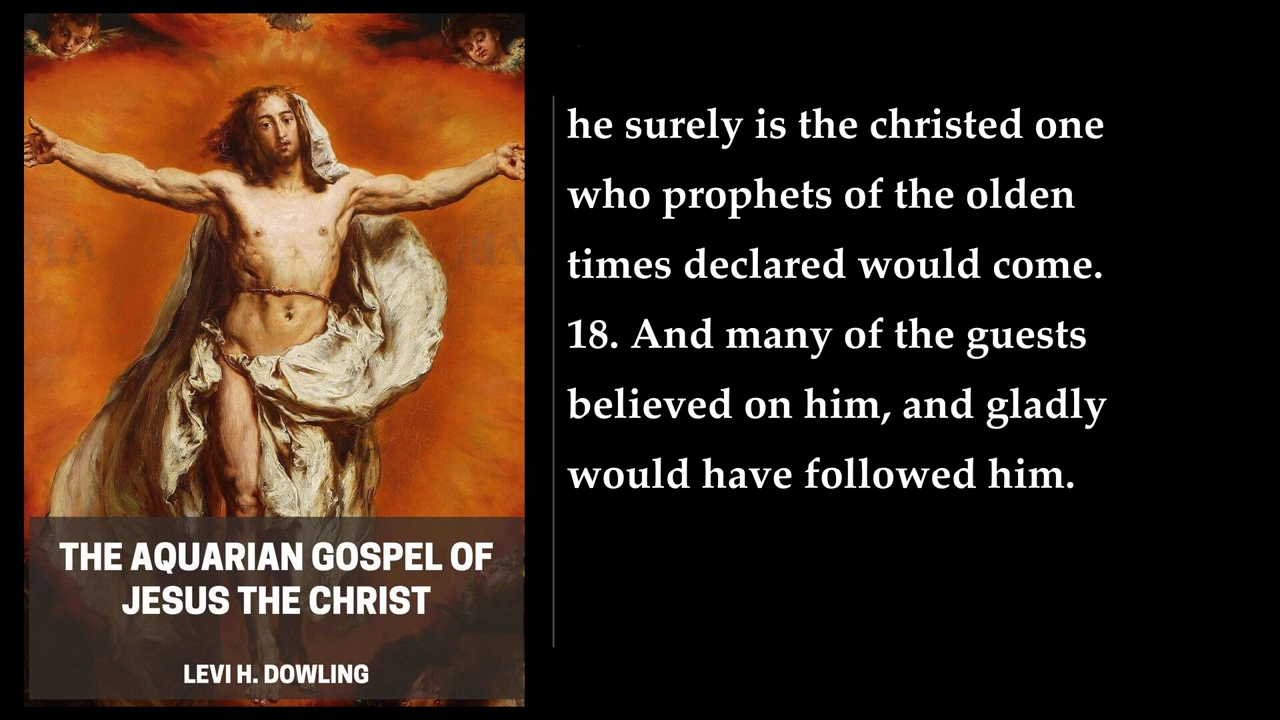 THE AQUARIAN GOSPEL OF
JESUS THE CHRIST
LEVI H. DOWLING
he surely is the christed one
who prophets of the olden
times declared would come.
18. And many of the guests
believed on him, and gladly
would have followed him.